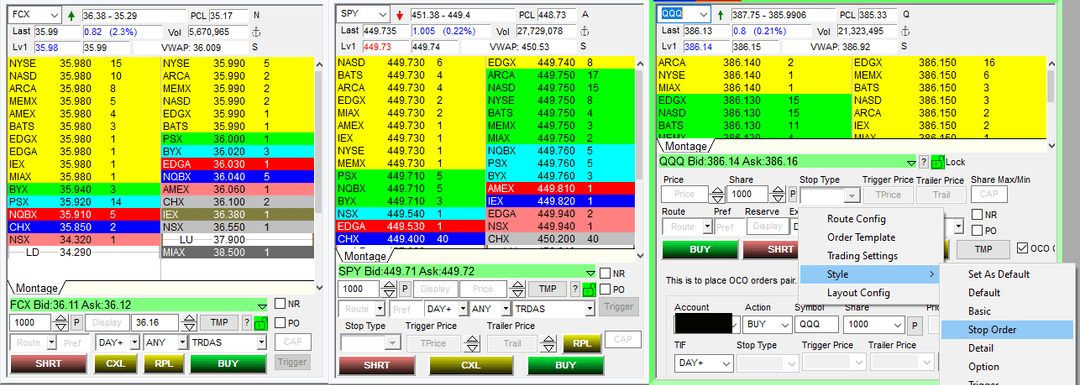 FCX 36.38 - 35.29 PCL 35.17 N
Last 35.99 0.82 (2.3%) Vol 5,670,965
Lv1 35.98 35.99 VWAP: 36.009 S
NYSE 35.980 15 NYSE 35.990 5
NASD 35.980 10 ARCA 35.990 2
ARCA 35.980 8 MEMX 35.990 2
MEMX 35.980 5 NASD 35.990 2
AMEX 35.980 4 EDGX 35.990 1
BATS 35.980 3 BATS 35.990 1
EDGX 35.980 1 PSX 36.000 1
EDGA 35.980 1 BYX 36.020 3
IEX 35.980 1 EDGA 36.030 1
MIAX 35.980 1 NQBX 36.040 5
BYX 35.940 3 AMEX 36.060 1
PSX 35.920 14 CHX 36.100 2
NQBX 35.910 5 IEX 36.380 1
CHX 35.850 2 NSX 36.550 1
NSX 34.320 1 LU 37.900
LD 34.290 MIAX 38.500 1
Montage
FCX Bid:36.11 Ask:36.12 NR
1000 P Display 36.16 TMP ? PO
Route Pref DAY+ ANY TRDAS
SHRT CXL RPL BUY Trigger
SPY 451.38 - 449.4 PCL 448.73 A
Last 449.735 1.005 (0.22%) Vol 27,729,078
Lv1 449.73 449.74 VWAP: 450.53 S
NASD 449.730 6 EDGX 449.740 8
BATS 449.730 4 ARCA 449.750 17
ARCA 449.730 4 NASD 449.750 15
EDGX 449.730 2 NYSE 449.750 4
AMEX 449.730 1 BATS 449.750 4
IEX 449.730 1 MEMX 449.750 3
EDGA 449.730 1 MIAX 449.750 2
NYSE 449.730 1 NQBX 449.760 5
MEMX 449.730 1 PSX 449.760 5
PSX 449.710 5 BYX 449.760 3
NQBX 449.710 5 AMEX 449.810 1
BYX 449.710 2 IEX 449.820 1
NSX 449.540 1 EDGA 449.940 2
EDGA 449.530 1 NSX 449.940 1
CHX 449.400 40 CHX 450.200 40
Montage
SPY Bid:449.71 Ask:449.72 NR
1000 P Display Price TMP ? PO
Route Pref DAY+ ANY TRDAS Trigger
Stop Type Trigger Price Trailer Price
TPrice Trail RPL CAP
SHRT CXL BUY
QQQ 387.75 - 385.9906 PCL 385.33 Q
Last 386.13 0.8 (0.21%) Vol 21,323,495
Lv1 386.14 386.15 VWAP: 386.92 S
ARCA 386.140 2 EDGX 386.150 16
NYSE 386.140 1 MEMX 386.150 6
MIAX 386.140 1 BATS 386.150 3
EDGX 386.130 15 NASD 386.150 2
NASD 386.130 15 ARCA 386.150 2
BATS 386.130 11 IEX 386.150 1
Montage
QQQ Bid:386.14 Ask:386.16 ? Lock
Price Share Stop Type Trigger Price Trailer Price Share Max/Min
Price 1000 P TPrice Trail CAP
Route Pref Reserve NR
Route Pref Display PO
BUY SHRT TMP OCO
Route Config
Order Template
Trading Settings
Style
Layout Config
Set As Default
Default
Basic
Stop Order
Detail
Option
Trigger
This is to place OCO orders pair.
Account Action Symbol Share
BUY QQQ 1000 P
TIF Stop Type Trigger Price Trailer Price
DAY+ Stop Type Trigger Price Trailer Price